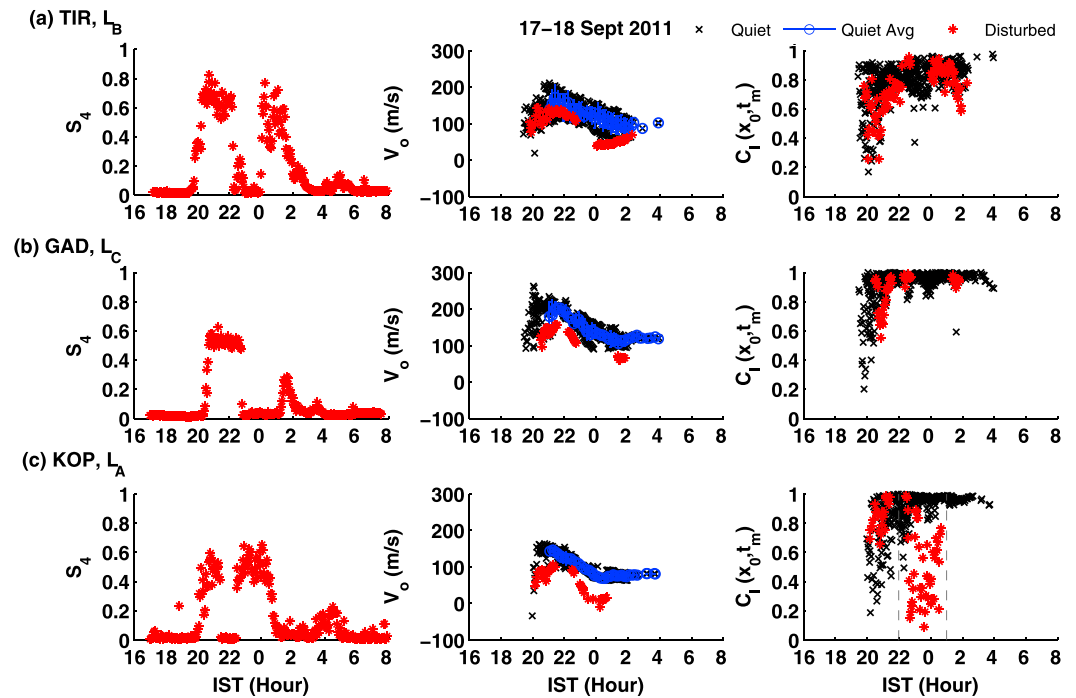 (a) TIR, L_B
17−18 Sept 2011 × Quiet Quiet Avg Disturbed
S_4
1
0.8
0.6
0.4
0.2
0
16 18 20 22 0 2 4 6 8
V_o (m/s)
300
200
100
0
−100
16 18 20 22 0 2 4 6 8
C_I (x_0,t_m)
1
0.8
0.6
0.4
0.2
0
16 18 20 22 0 2 4 6 8
(b) GAD, L_C
S_4
1
0.8
0.6
0.4
0.2
0
16 18 20 22 0 2 4 6 8
V_o (m/s)
300
200
100
0
−100
16 18 20 22 0 2 4 6 8
C_I (x_0,t_m)
1
0.8
0.6
0.4
0.2
0
16 18 20 22 0 2 4 6 8
(c) KOP, L_A
S_4
1
0.8
0.6
0.4
0.2
0
16 18 20 22 0 2 4 6 8
IST (Hour)
V_o (m/s)
300
200
100
0
−100
16 18 20 22 0 2 4 6 8
IST (Hour)
C_I (x_0,t_m)
1
0.8
0.6
0.4
0.2
0
16 18 20 22 0 2 4 6 8
IST (Hour)